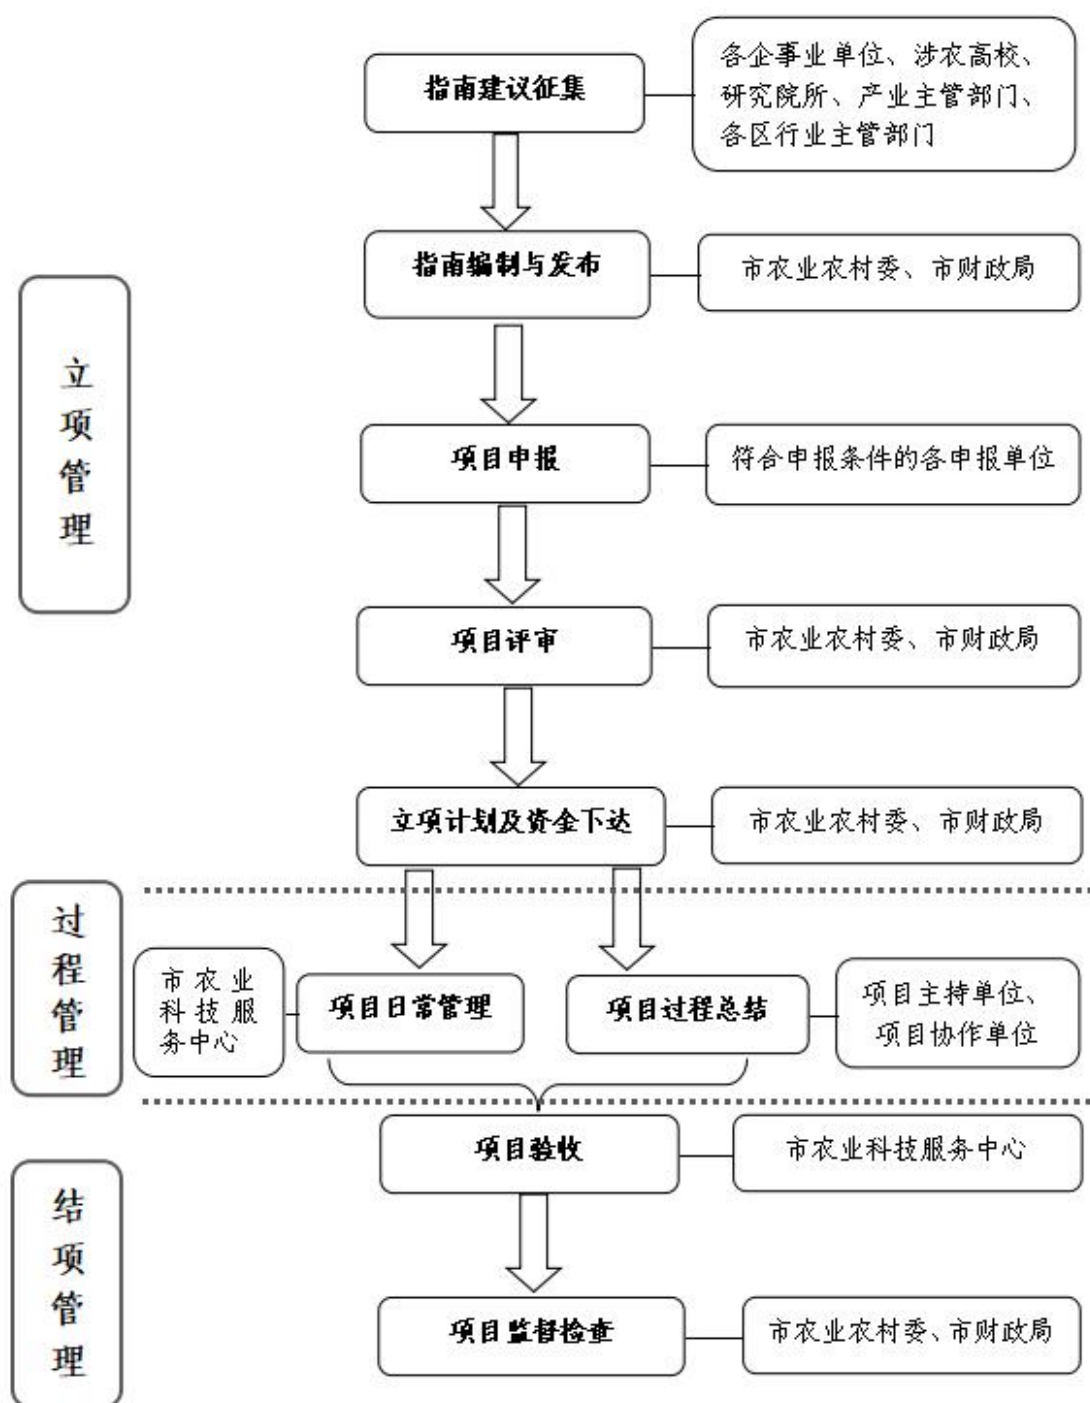 指南建议征集
各企事业单位、涉农高校、
研究院所、产业主管部门、
各区行业主管部门
指南编制与发布
市农业农村委、市财政局
立
项
管
理
项目申报
符合申报条件的各申报单位
项目评审
市农业农村委、市财政局
立项计划及资金下达
市农业农村委、市财政局
过
程
管
理
市农业
科技服
务中心
项目日常管理
项目过程总结
项目主持单位、
项目协作单位
项目验收
市农业科技服务中心
结
项
管
理
项目监督检查
市农业农村委、市财政局